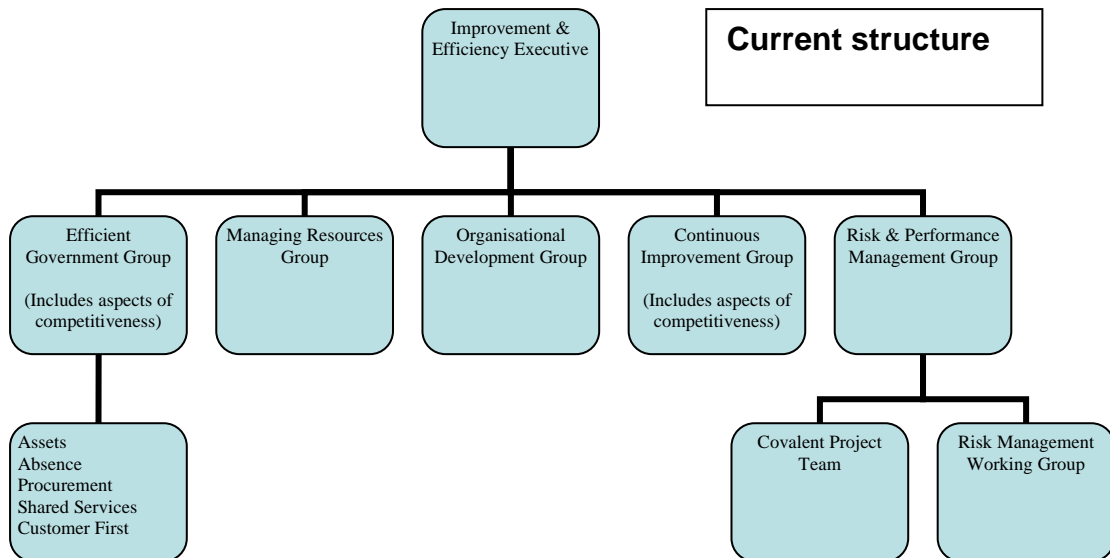 Improvement &
Efficiency Executive
Current structure
Efficient
Government Group
(Includes aspects of
competitiveness)
Managing Resources
Group
Organisational
Development Group
Continuous
Improvement Group
(Includes aspects of
competitiveness)
Risk & Performance
Management Group
Assets
Absence
Procurement
Shared Services
Customer First
Covalent Project
Team
Risk Management
Working Group